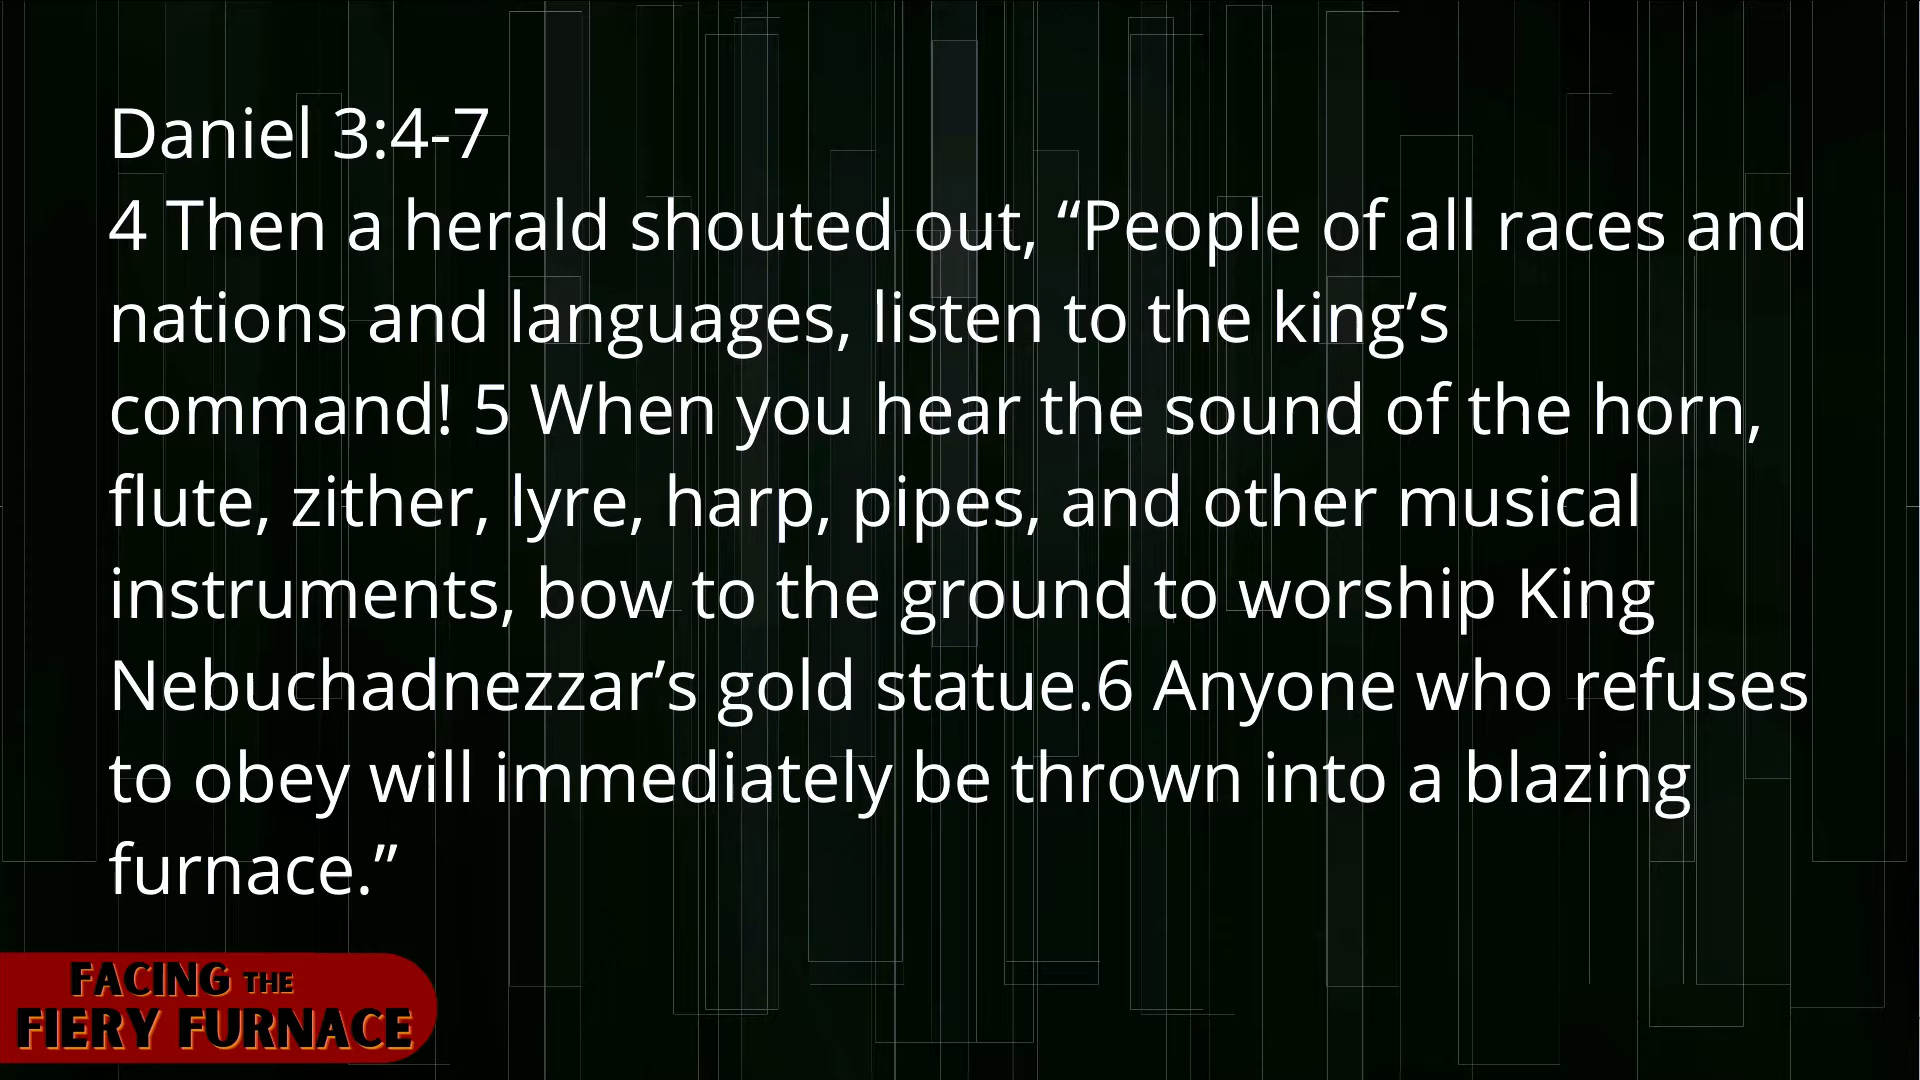 Daniel 3:4-7
4 Then a herald shouted out, “People of all races and
nations and languages, listen to the king’s
command! 5 When you hear the sound of the horn,
flute, zither, lyre, harp, pipes, and other musical
instruments, bow to the ground to worship King
Nebuchadnezzar’s gold statue.6 Anyone who refuses
to obey will immediately be thrown into a blazing
furnace.”
FACING THE
FIERY FURNACE